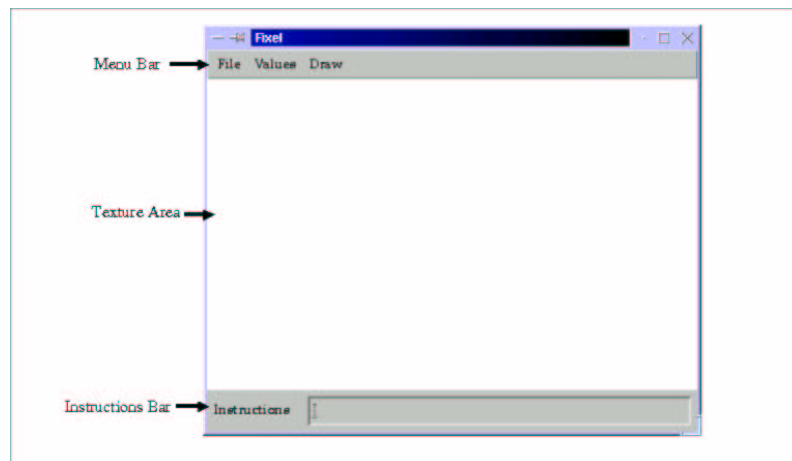 Fixel
Menu Bar
File Values Draw
Texture Area
Instructions Bar
Instructions